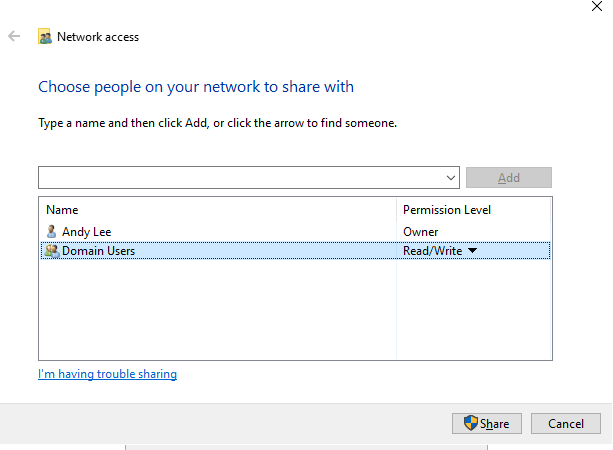 Network access
Choose people on your network to share with
Type a name and then click Add, or click the arrow to find someone.
Add
Name Permission Level
Andy Lee Owner
Domain Users Read/Write
I'm having trouble sharing
Share Cancel